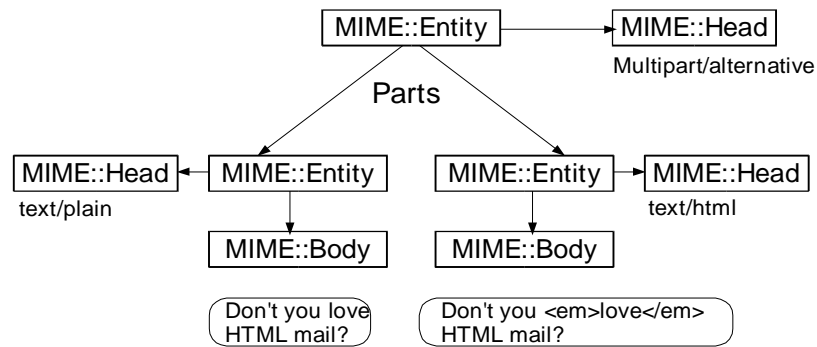 MIME::Entity
MIME::Head
Multipart/alternative
Parts
MIME::Head
MIME::Entity
MIME::Entity
MIME::Head
text/plain
text/html
MIME::Body
MIME::Body
Don't you love
HTML mail?
Don't you <em>love</em>
HTML mail?